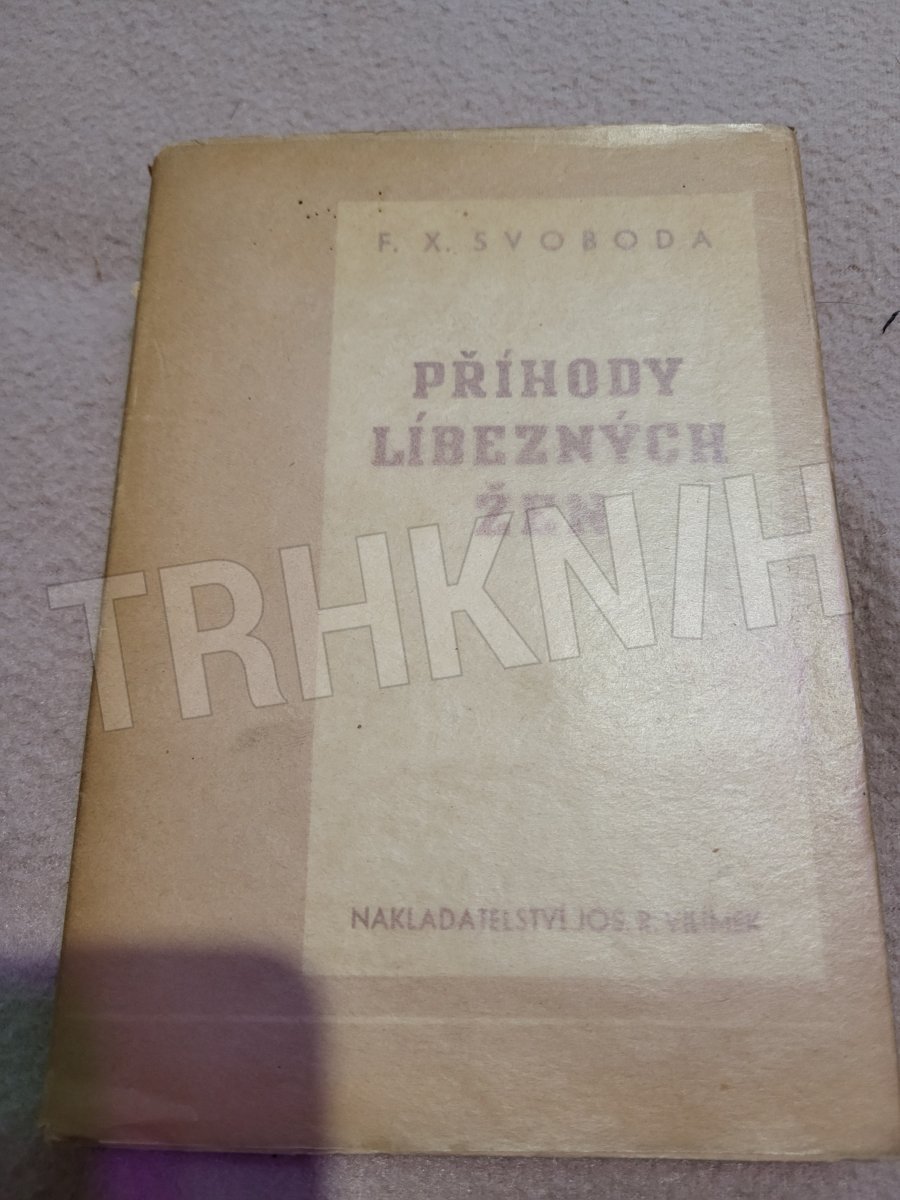 F. X. SVOBODA
PŘÍHODY
LÍBEZNÝCH
ŽEN
TRHKNIH
NAKLADATELSTVÍ JOS. R. VILÍMEK